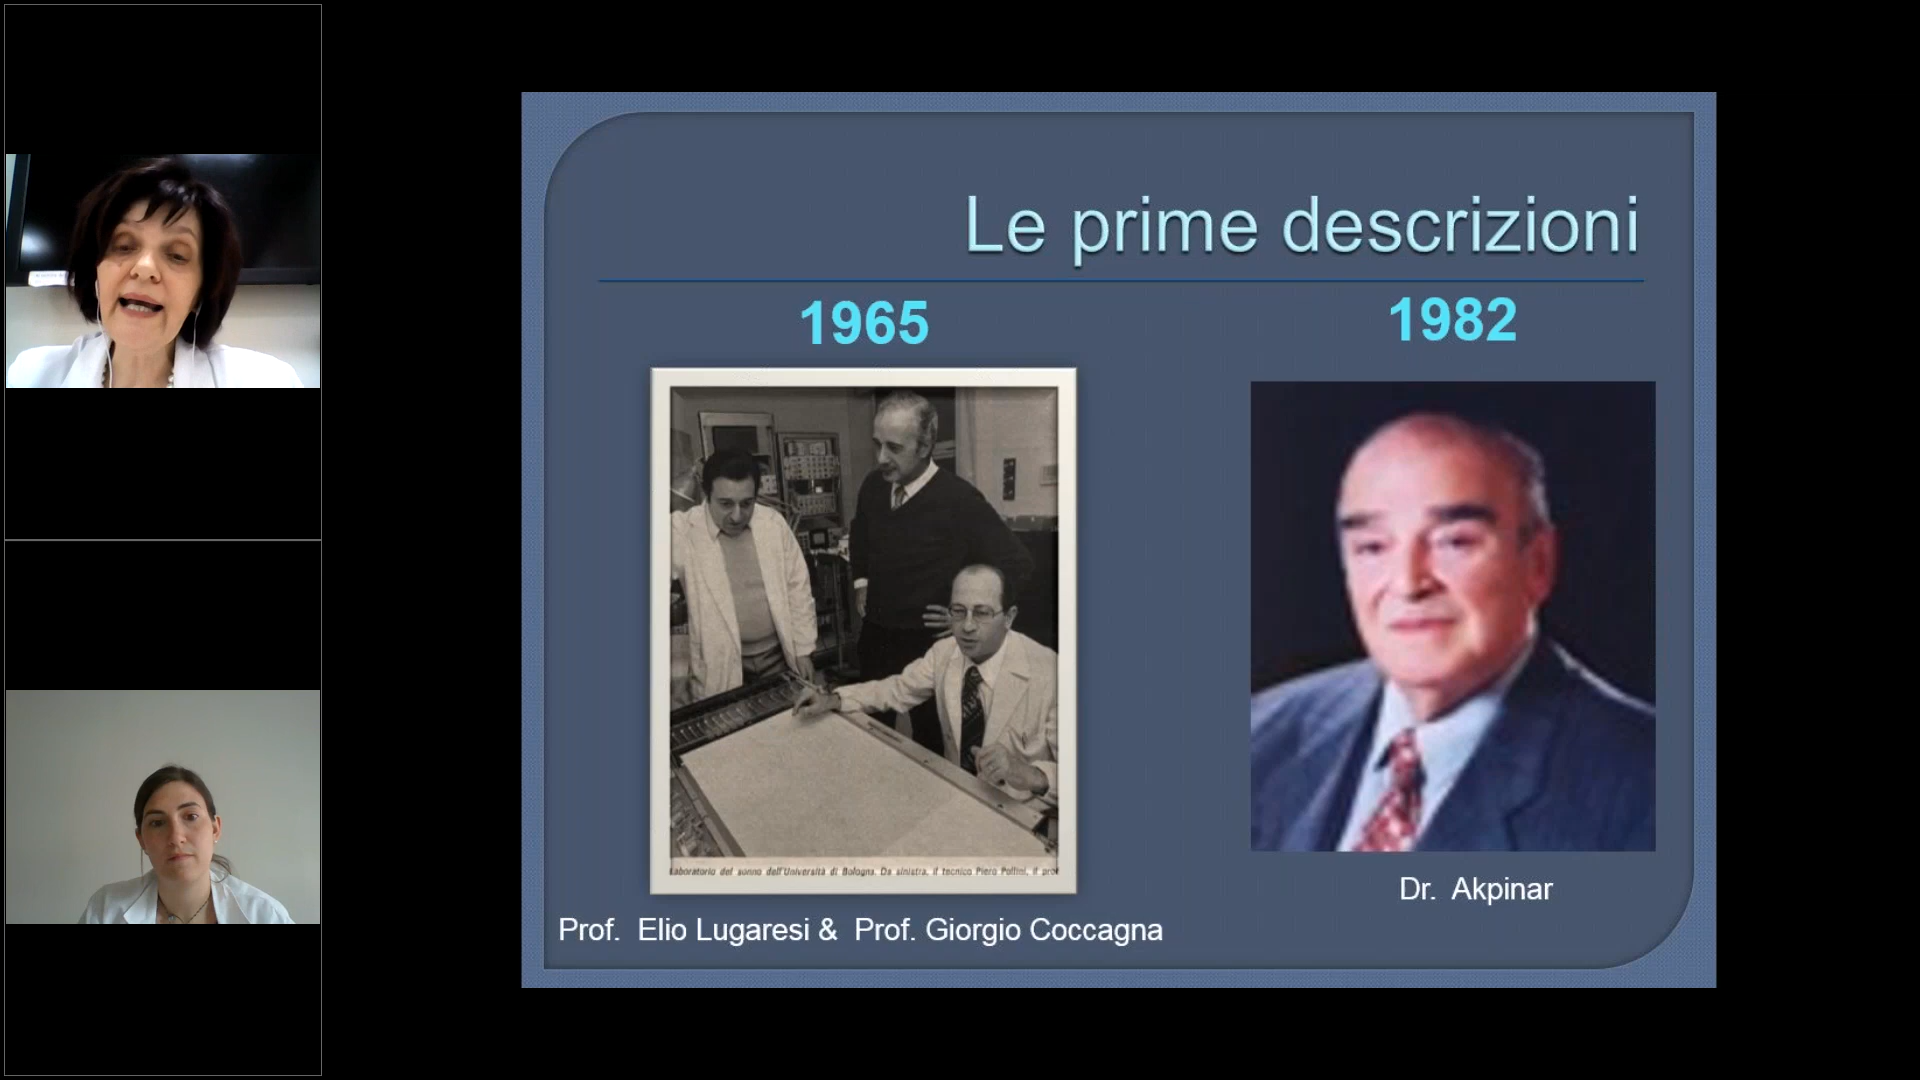 Le prime descrizioni
1965
1982
Laboratorio del sonno dell'Università di Bologna. Da sinistra, il tecnico Piero Pollini, il prof
Dr. Akpinar
Prof. Elio Lugaresi & Prof. Giorgio Coccagna